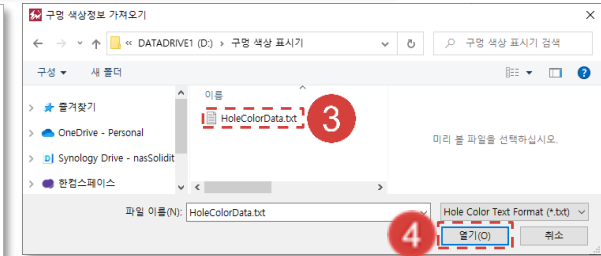 구멍 색상정보 가져오기
« DATADRIVE1 (D:) > 구멍 색상 표시기
구멍 색상 표시기 검색
구성 새 폴더
이름
즐겨찾기
HoleColorData.txt
3
OneDrive - Personal
미리 볼 파일을 선택하십시오.
Synology Drive - nasSolidit
한컴스페이스
파일 이름(N): HoleColorData.txt
Hole Color Text Format (*.txt)
4
열기(O) 취소